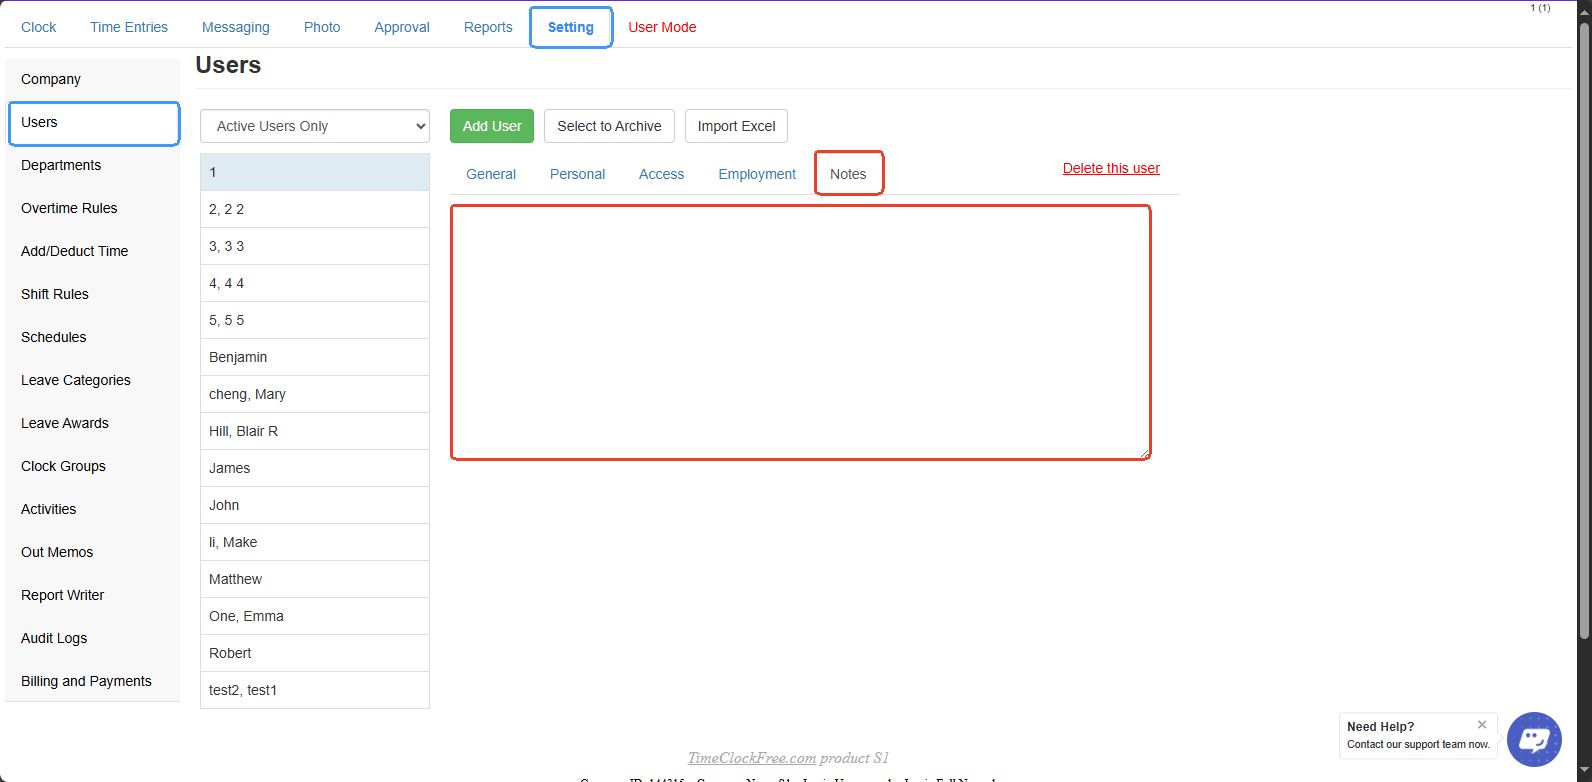 1 (1)
Clock Time Entries Messaging Photo Approval Reports Setting User Mode
Users
Company
Users
Departments
Overtime Rules
Add/Deduct Time
Shift Rules
Schedules
Leave Categories
Leave Awards
Clock Groups
Activities
Out Memos
Report Writer
Audit Logs
Billing and Payments
Active Users Only
1
2, 2 2
3, 3 3
4, 4 4
5, 5 5
Benjamin
cheng, Mary
Hill, Blair R
James
John
li, Make
Matthew
One, Emma
Robert
test2, test1
Add User Select to Archive Import Excel
General Personal Access Employment Notes Delete this user
Need Help?
Contact our support team now.
TimeClockFree.com product S1